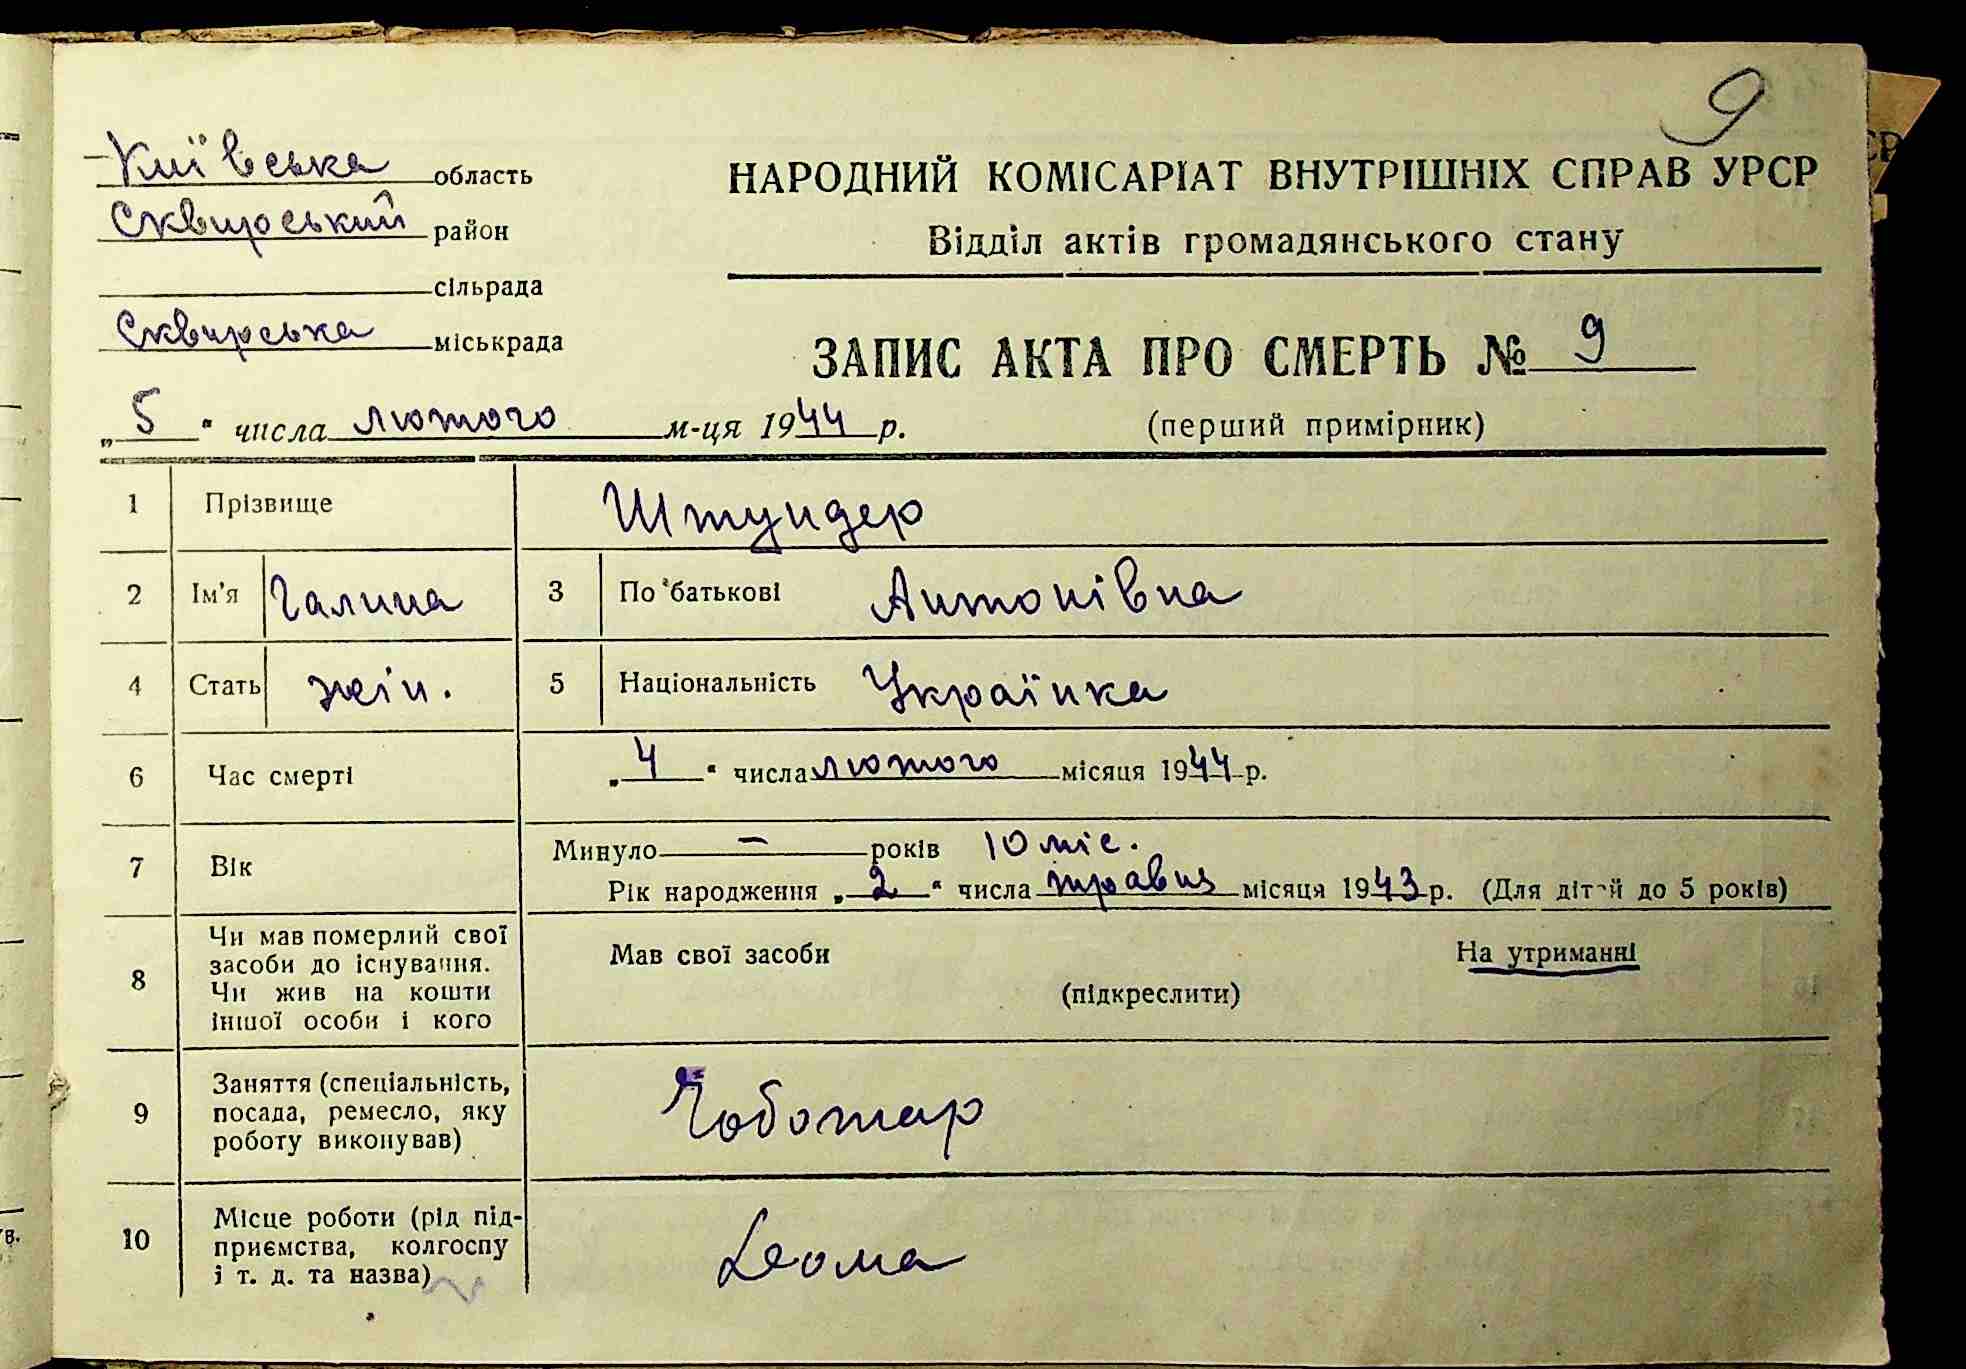 9
Київська область
Сквирський район
сільрада
Сквирська міськрада
НАРОДНИЙ КОМІСАРІАТ ВНУТРІШНІХ СПРАВ УРСР
Відділ актів громадянського стану
ЗАПИС АКТА ПРО СМЕРТЬ № 9
(перший примірник)
„5“ числа лютого м-ця 1944 р.
1 Прізвище Штундер
2 Ім'я Галина 3 По батькові Антонівна
4 Стать жін. 5 Національність Українка
6 Час смерті „4“ числа лютого місяця 1944 р.
7 Вік Минуло — років 10 міс.
Рік народження „2“ числа травня місяця 1943 р. (Для дітей до 5 років)
8 Чи мав померлий свої
засоби до існування.
Чи жив на кошти
іншої особи і кого
Мав свої засоби На утриманні
(підкреслити)
9 Заняття (спеціальність,
посада, ремесло, яку
роботу виконував)
Чоботар
10 Місце роботи (рід під-
приємства, колгоспу
і т. д. та назва)
Дома